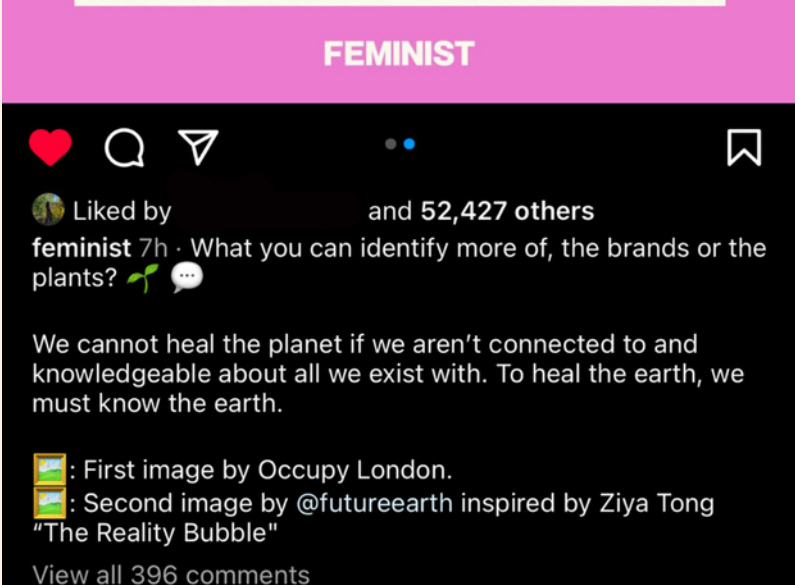 FEMINIST
Liked by and 52,427 others
feminist 7h · What you can identify more of, the brands or the
plants? 🌱 💬
We cannot heal the planet if we aren't connected to and
knowledgeable about all we exist with. To heal the earth, we
must know the earth.
🖼️: First image by Occupy London.
🖼️: Second image by @futureearth inspired by Ziya Tong
“The Reality Bubble"
View all 396 comments